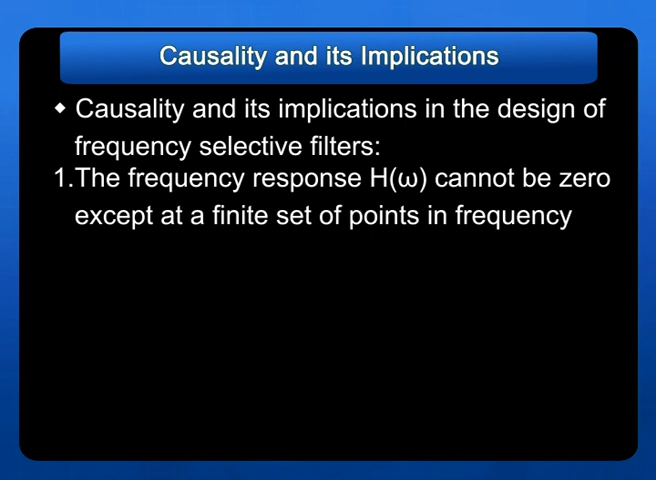 Causality and its Implications
◆ Causality and its implications in the design of
frequency selective filters:
1.The frequency response H(ω) cannot be zero
except at a finite set of points in frequency